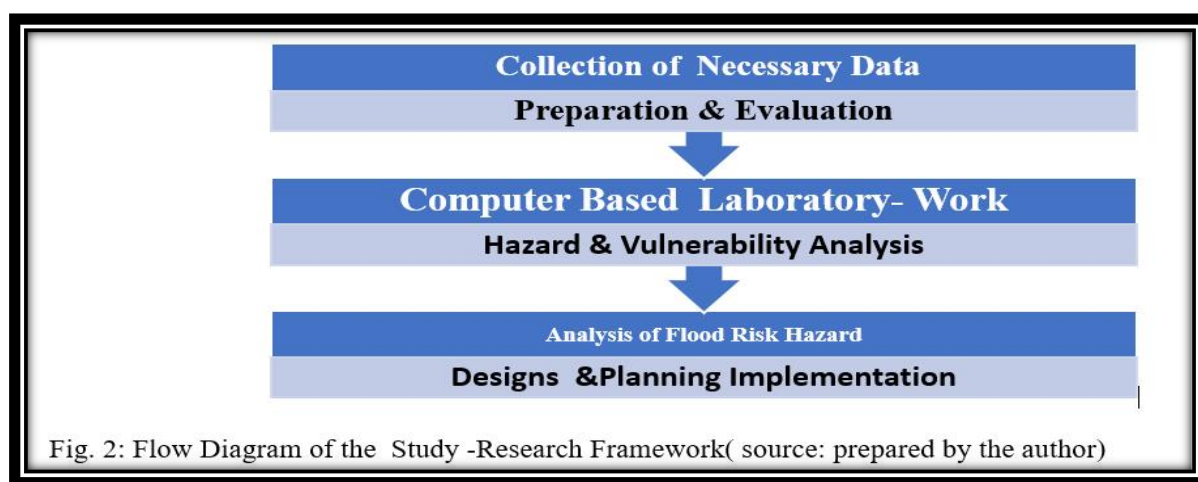 Collection of Necessary Data
Preparation & Evaluation
Computer Based Laboratory- Work
Hazard & Vulnerability Analysis
Analysis of Flood Risk Hazard
Designs &Planning Implementation
Fig. 2: Flow Diagram of the Study -Research Framework( source: prepared by the author)